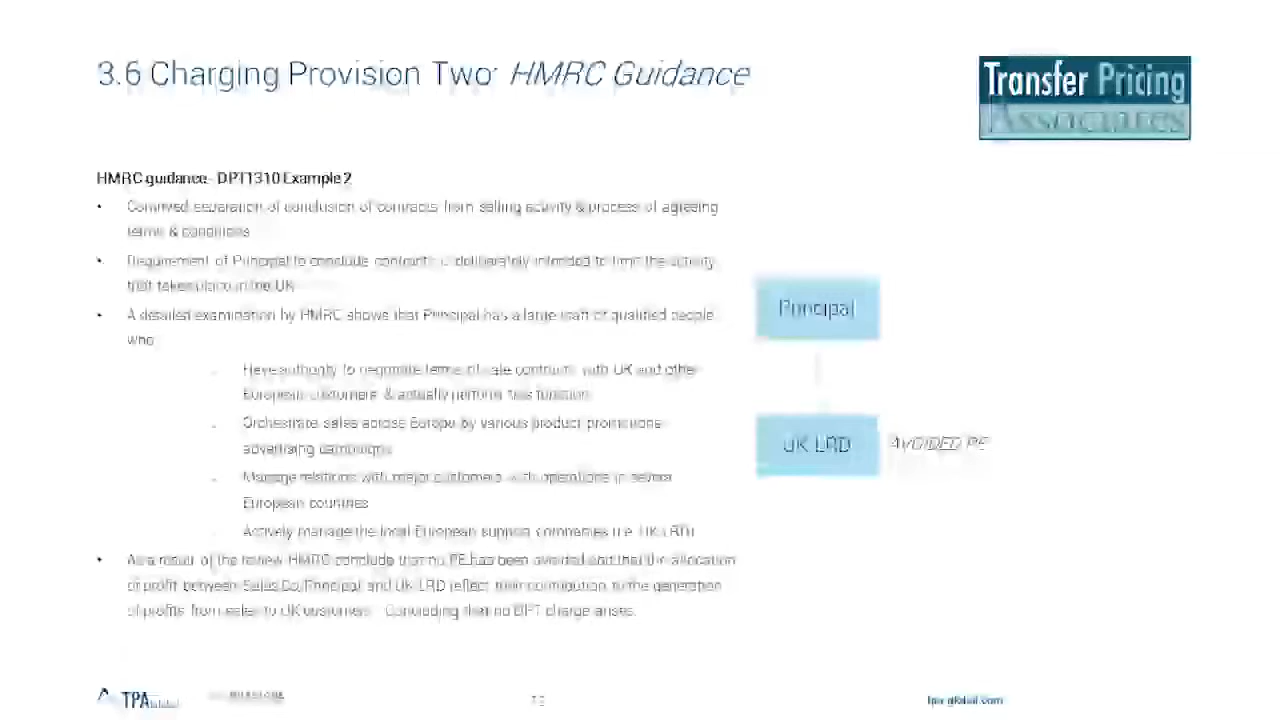 3.6 Charging Provision Two: HMRC Guidance
Transfer Pricing
Associates
HMRC guidance - DPT1310 Example 2
• Contrived separation of conclusion of contracts from selling activity & process of agreeing
terms & conditions
• Requirement of Principal to conclude contracts is deliberately intended to limit the activity
that takes place in the UK
• A detailed examination by HMRC shows that Principal has a large staff of qualified people
who
Have authority to negotiate terms of sale contracts with UK and other
European customers & actually perform this function
Orchestrate sales across Europe by various product promotions
advertising campaigns
Manage relations with major customers with operations in several
European countries
Actively manage the local European support companies (i.e. UK LRD)
• As a result of the review HMRC conclude that no PE has been avoided and that the allocation
of profit between Sales Co/Principal and UK LRD reflect their contribution to the generation
of profits from sales to UK customers. Concluding that no DPT charge arises.
Principal
UK LRD
AVOIDED PE
TPA Global
tpa-global.com